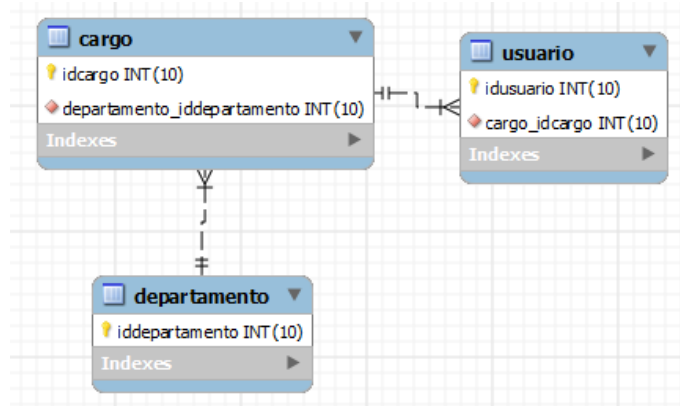 cargo
idcargo INT(10)
departamento_iddepartamento INT(10)
Indexes
usuario
idusuario INT(10)
cargo_idcargo INT(10)
Indexes
departamento
iddepartamento INT(10)
Indexes